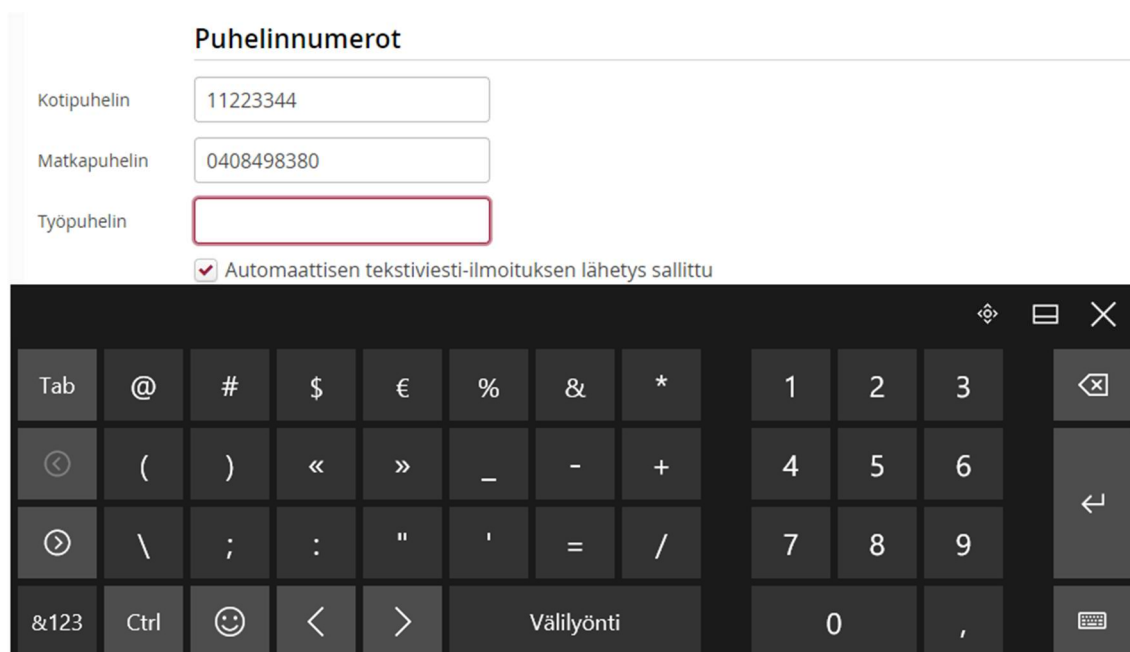 Puhelinnumerot
Kotipuhelin 11223344
Matkapuhelin 0408498380
Työpuhelin
Automaattisen tekstiviesti-ilmoituksen lähetys sallittu
Tab @ # $ € % & * 1 2 3
( ) « » _ - + 4 5 6
\ ; : " ' = / 7 8 9
&123 Ctrl < > Välilyönti 0 ,